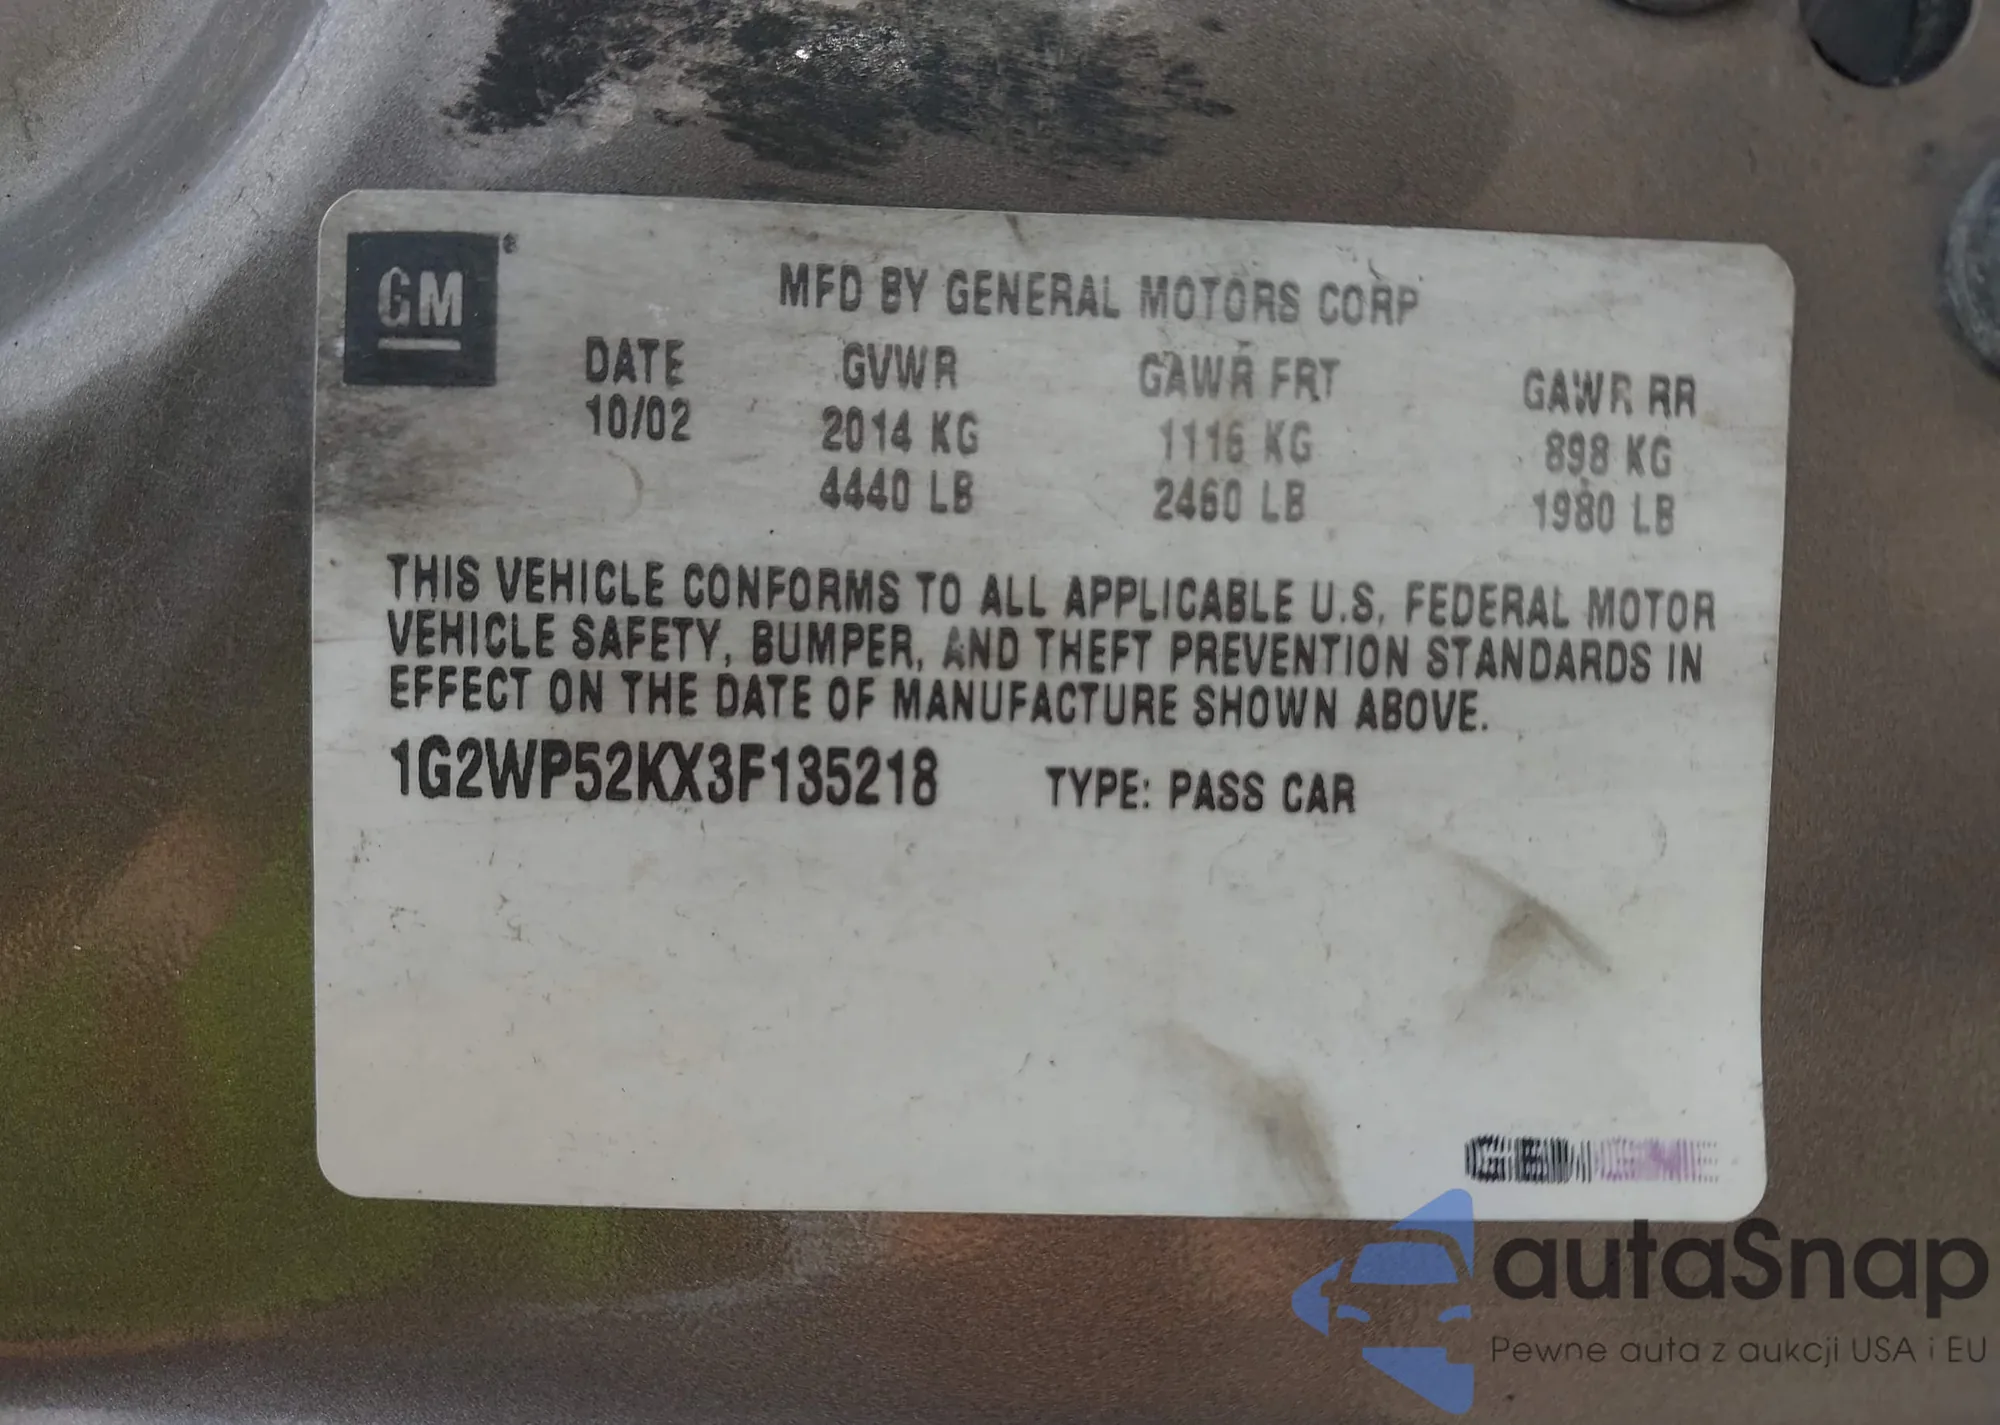 GM®
MFD BY GENERAL MOTORS CORP
DATE GVWR GAWR FRT GAWR RR
10/02 2014 KG 1116 KG 898 KG
4440 LB 2460 LB 1980 LB
THIS VEHICLE CONFORMS TO ALL APPLICABLE U.S. FEDERAL MOTOR
VEHICLE SAFETY, BUMPER, AND THEFT PREVENTION STANDARDS IN
EFFECT ON THE DATE OF MANUFACTURE SHOWN ABOVE.
1G2WP52KX3F135218 TYPE: PASS CAR
autaSnap
Pewne auta z aukcji USA i EU